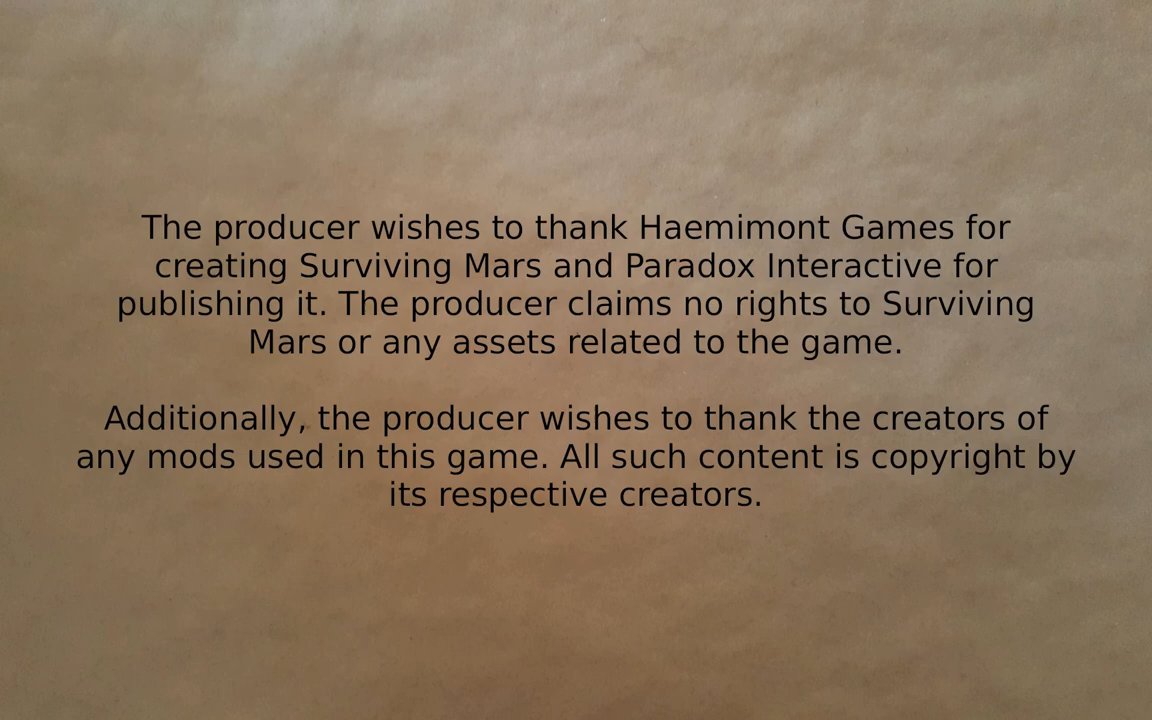 The producer wishes to thank Haemimont Games for
creating Surviving Mars and Paradox Interactive for
publishing it. The producer claims no rights to Surviving
Mars or any assets related to the game.
Additionally, the producer wishes to thank the creators of
any mods used in this game. All such content is copyright by
its respective creators.